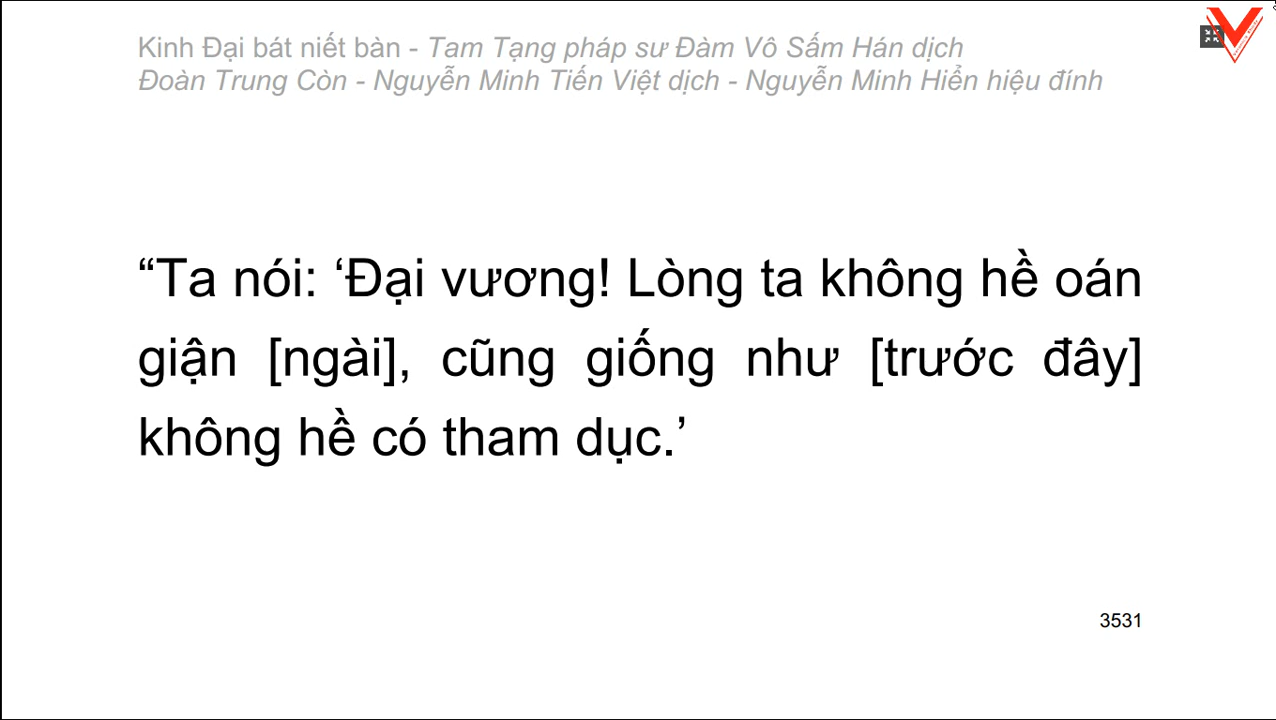 Kinh Đại bát niết bàn - Tam Tạng pháp sư Đàm Vô Sấm Hán dịch
Đoàn Trung Còn - Nguyễn Minh Tiến Việt dịch - Nguyễn Minh Hiển hiệu đính
“Ta nói: ‘Đại vương! Lòng ta không hề oán
giận [ngài], cũng giống như [trước đây]
không hề có tham dục.’
3531